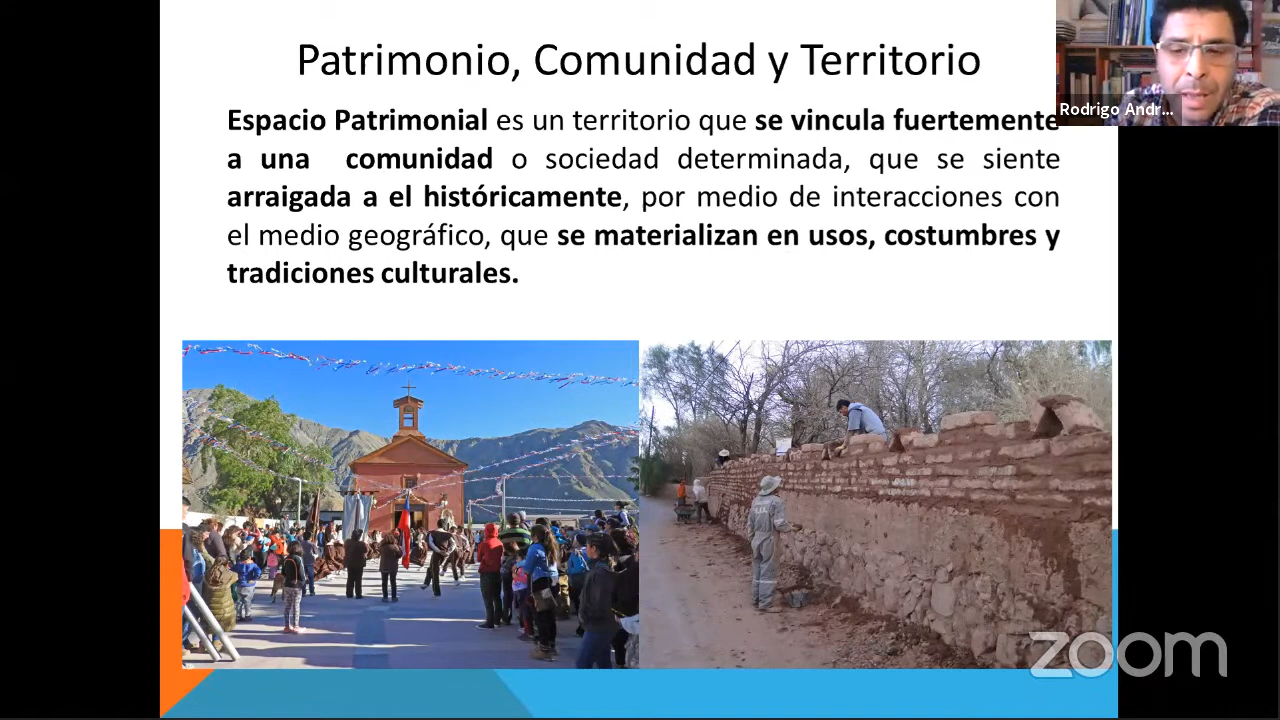 Patrimonio, Comunidad y Territorio
Rodrigo Andr...
Espacio Patrimonial es un territorio que se vincula fuertemente
a una comunidad o sociedad determinada, que se siente
arraigada a el históricamente, por medio de interacciones con
el medio geográfico, que se materializan en usos, costumbres y
tradiciones culturales.
zoom